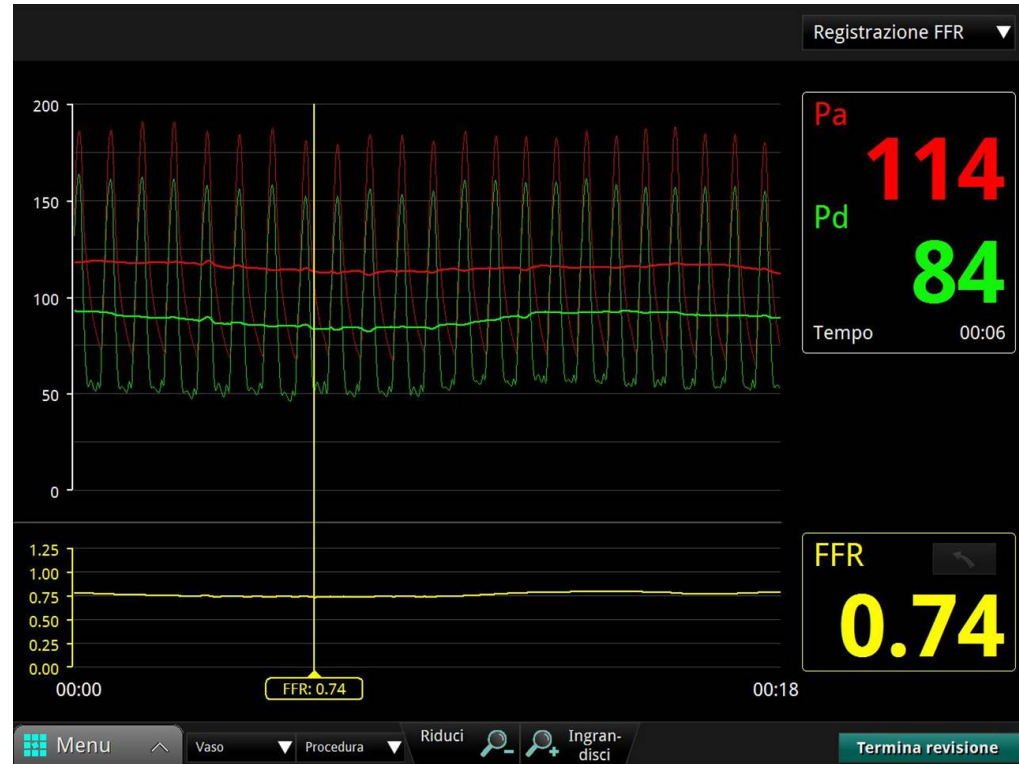 Registrazione FFR
200
150
100
50
0
Pa
114
Pd
84
Tempo 00:06
1.25
1.00
0.75
0.50
0.25
0.00
FFR
0.74
00:00
FFR: 0.74
00:18
Menu
Vaso
Procedura
Riduci
Ingran-
disci
Termina revisione